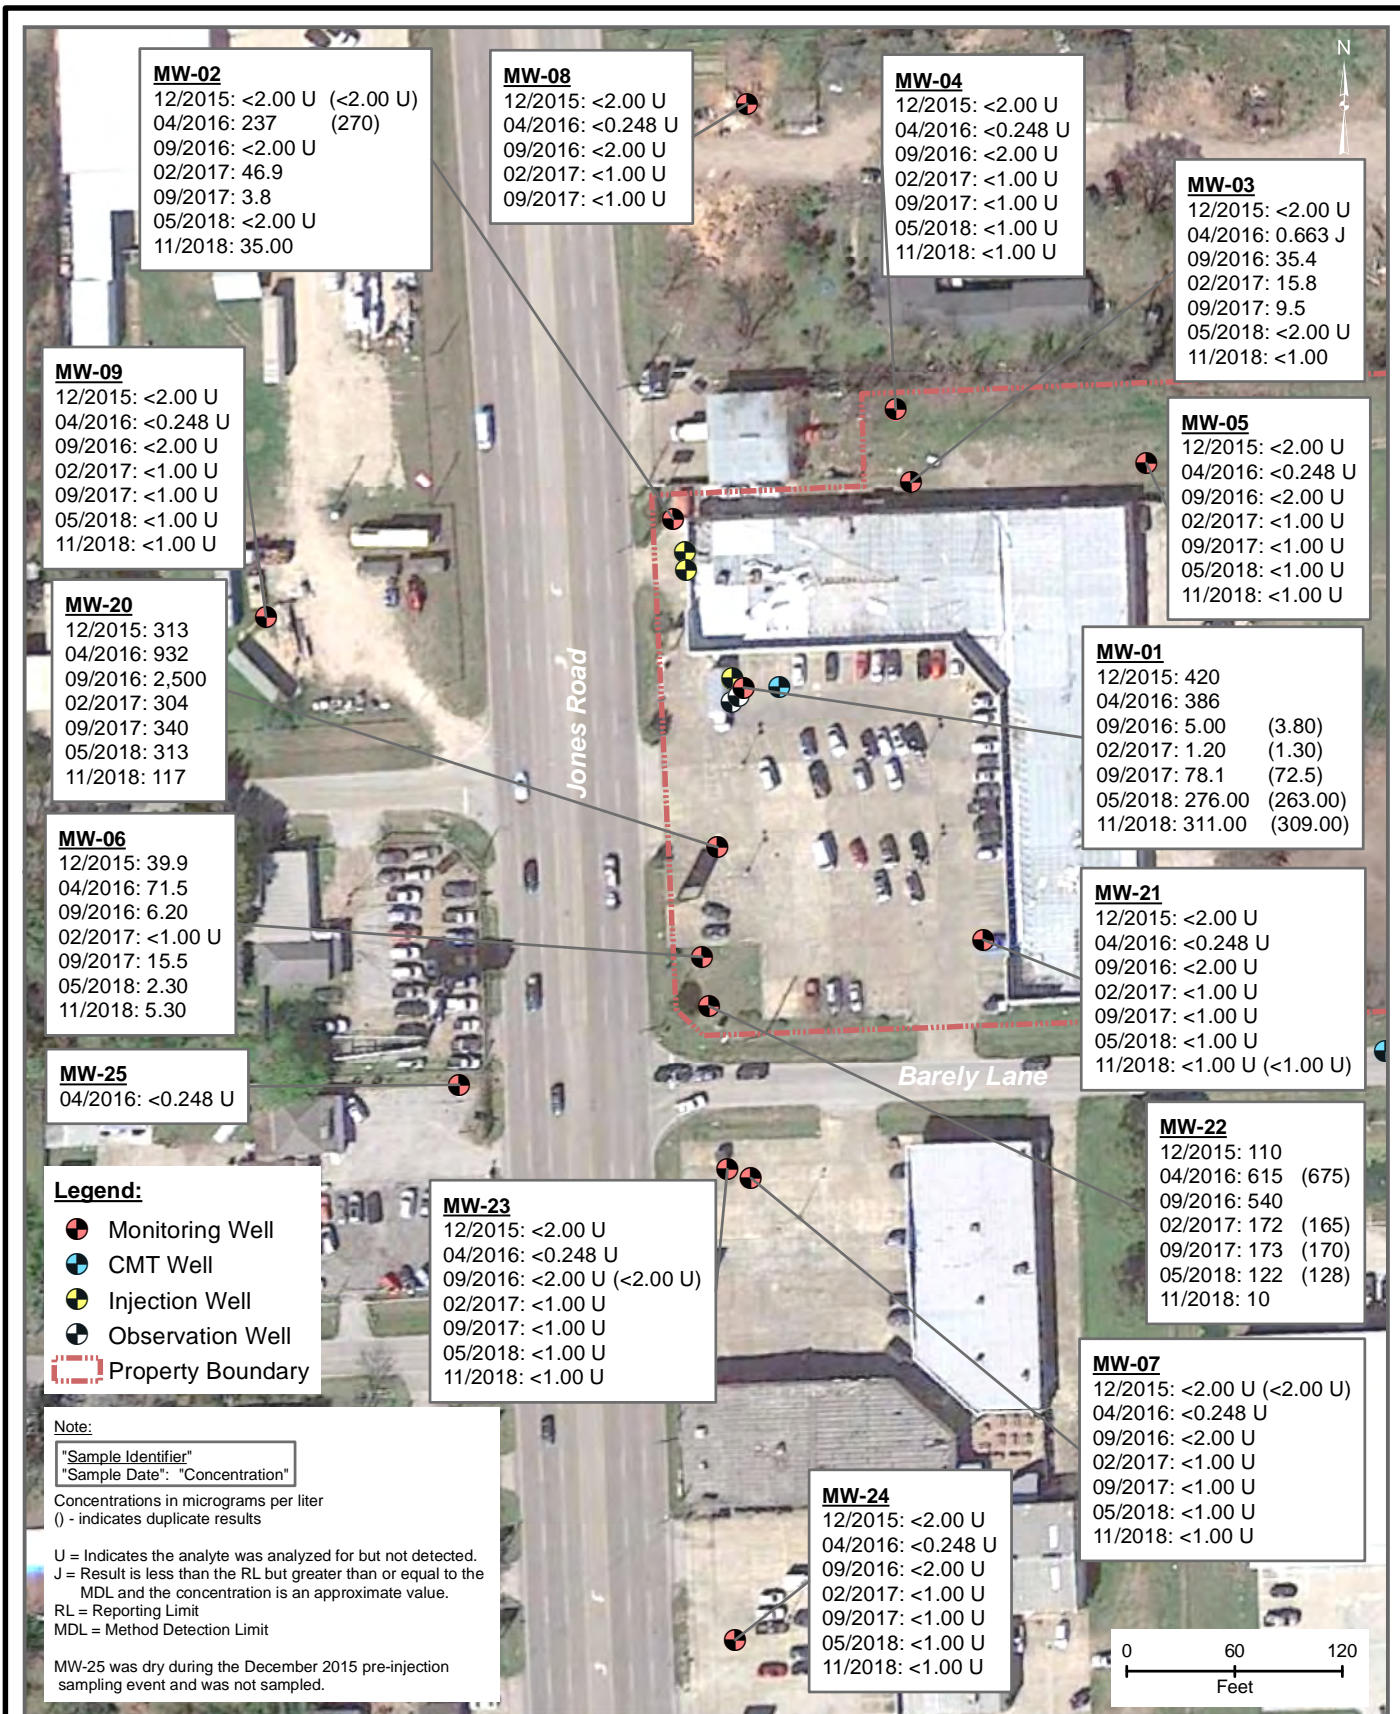 MW-02
12/2015: <2.00 U (<2.00 U)
04/2016: 237 (270)
09/2016: <2.00 U
02/2017: 46.9
09/2017: 3.8
05/2018: <2.00 U
11/2018: 35.00
MW-08
12/2015: <2.00 U
04/2016: <0.248 U
09/2016: <2.00 U
02/2017: <1.00 U
09/2017: <1.00 U
MW-04
12/2015: <2.00 U
04/2016: <0.248 U
09/2016: <2.00 U
02/2017: <1.00 U
09/2017: <1.00 U
05/2018: <1.00 U
11/2018: <1.00 U
N
MW-03
12/2015: <2.00 U
04/2016: 0.663 J
09/2016: 35.4
02/2017: 15.8
09/2017: 9.5
05/2018: <2.00 U
11/2018: <1.00
MW-09
12/2015: <2.00 U
04/2016: <0.248 U
09/2016: <2.00 U
02/2017: <1.00 U
09/2017: <1.00 U
05/2018: <1.00 U
11/2018: <1.00 U
MW-05
12/2015: <2.00 U
04/2016: <0.248 U
09/2016: <2.00 U
02/2017: <1.00 U
09/2017: <1.00 U
05/2018: <1.00 U
11/2018: <1.00 U
MW-20
12/2015: 313
04/2016: 932
09/2016: 2,500
02/2017: 304
09/2017: 340
05/2018: 313
11/2018: 117
Jones Road
MW-01
12/2015: 420
04/2016: 386
09/2016: 5.00 (3.80)
02/2017: 1.20 (1.30)
09/2017: 78.1 (72.5)
05/2018: 276.00 (263.00)
11/2018: 311.00 (309.00)
MW-06
12/2015: 39.9
04/2016: 71.5
09/2016: 6.20
02/2017: <1.00 U
09/2017: 15.5
05/2018: 2.30
11/2018: 5.30
MW-21
12/2015: <2.00 U
04/2016: <0.248 U
09/2016: <2.00 U
02/2017: <1.00 U
09/2017: <1.00 U
05/2018: <1.00 U
11/2018: <1.00 U (<1.00 U)
MW-25
04/2016: <0.248 U
Barely Lane
MW-22
12/2015: 110
04/2016: 615 (675)
09/2016: 540
02/2017: 172 (165)
09/2017: 173 (170)
05/2018: 122 (128)
11/2018: 10
Legend:
Monitoring Well
CMT Well
Injection Well
Observation Well
Property Boundary
MW-23
12/2015: <2.00 U
04/2016: <0.248 U
09/2016: <2.00 U (<2.00 U)
02/2017: <1.00 U
09/2017: <1.00 U
05/2018: <1.00 U
11/2018: <1.00 U
MW-07
12/2015: <2.00 U (<2.00 U)
04/2016: <0.248 U
09/2016: <2.00 U
02/2017: <1.00 U
09/2017: <1.00 U
05/2018: <1.00 U
11/2018: <1.00 U
Note:
"Sample Identifier"
"Sample Date": "Concentration"
Concentrations in micrograms per liter
() - indicates duplicate results
U = Indicates the analyte was analyzed for but not detected.
J = Result is less than the RL but greater than or equal to the
MDL and the concentration is an approximate value.
RL = Reporting Limit
MDL = Method Detection Limit
MW-25 was dry during the December 2015 pre-injection
sampling event and was not sampled.
MW-24
12/2015: <2.00 U
04/2016: <0.248 U
09/2016: <2.00 U
02/2017: <1.00 U
09/2017: <1.00 U
05/2018: <1.00 U
11/2018: <1.00 U
0 60 120
Feet